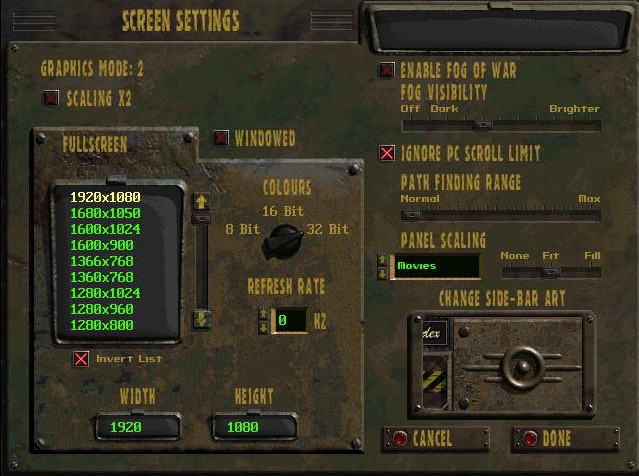 SCREEN SETTINGS
GRAPHICS MODE: 2
SCALING X2
FULLSCREEN
WINDOWED
1920x1080
1680x1050
1600x1024
1600x900
1366x768
1360x768
1280x1024
1280x960
1280x800
Invert List
COLOURS
16 Bit
8 Bit
32 Bit
REFRESH RATE
0
HZ
WIDTH
HEIGHT
1920
1080
ENABLE FOG OF WAR
FOG VISIBILITY
Off Dark Brighter
IGNORE PC SCROLL LIMIT
PATH FINDING RANGE
Normal Max
PANEL SCALING
Movies
None Fit Fill
CHANGE SIDE-BAR ART
dex
CANCEL
DONE